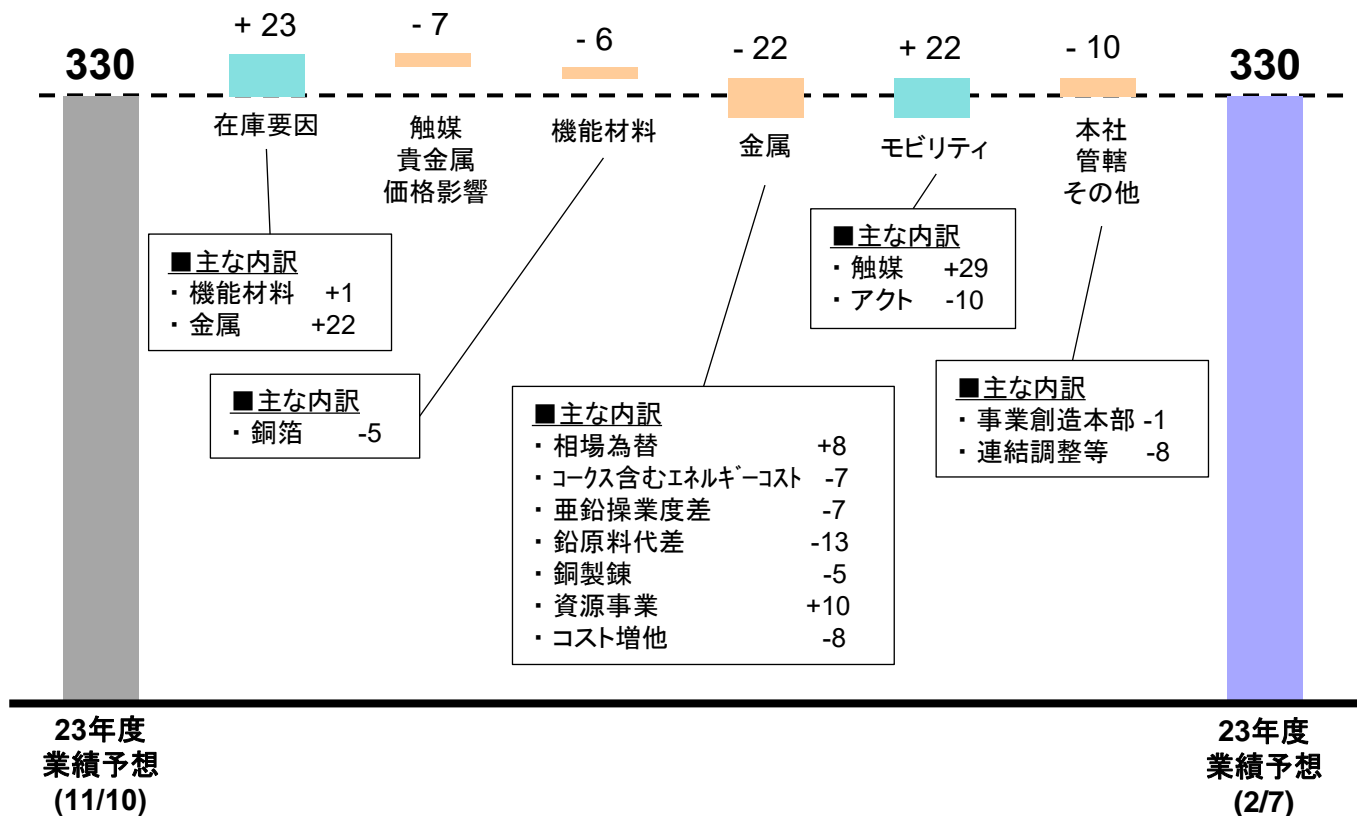 330
+ 23
- 7
- 6
- 22
+ 22
- 10
330
在庫要因
触媒
貴金属
価格影響
機能材料
金属
モビリティ
本社
管轄
その他
■主な内訳
・機能材料 +1
・金属 +22
■主な内訳
・銅箔 -5
■主な内訳
・相場為替 +8
・ｺｰｸｽ含むｴﾈﾙｷﾞｰｺｽﾄ -7
・亜鉛操業度差 -7
・鉛原料代差 -13
・銅製錬 -5
・資源事業 +10
・コスト増他 -8
■主な内訳
・触媒 +29
・アクト -10
■主な内訳
・事業創造本部 -1
・連結調整等 -8
23年度
業績予想
(11/10)
23年度
業績予想
(2/7)